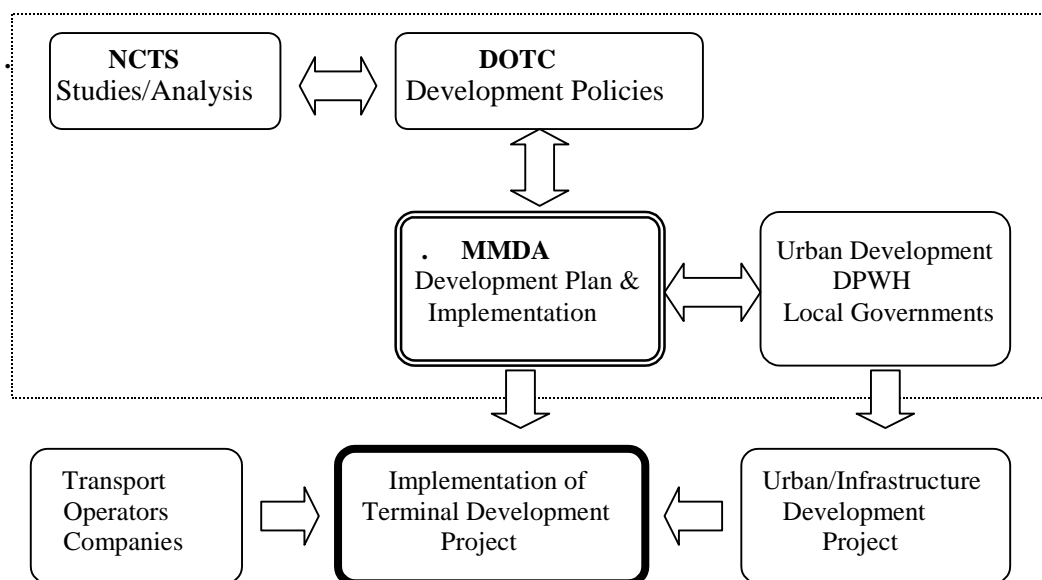 NCTS
Studies/Analysis
DOTC
Development Policies
. MMDA
Development Plan &
Implementation
Urban Development
DPWH
Local Governments
Transport
Operators
Companies
Implementation of
Terminal Development
Project
Urban/Infrastructure
Development
Project